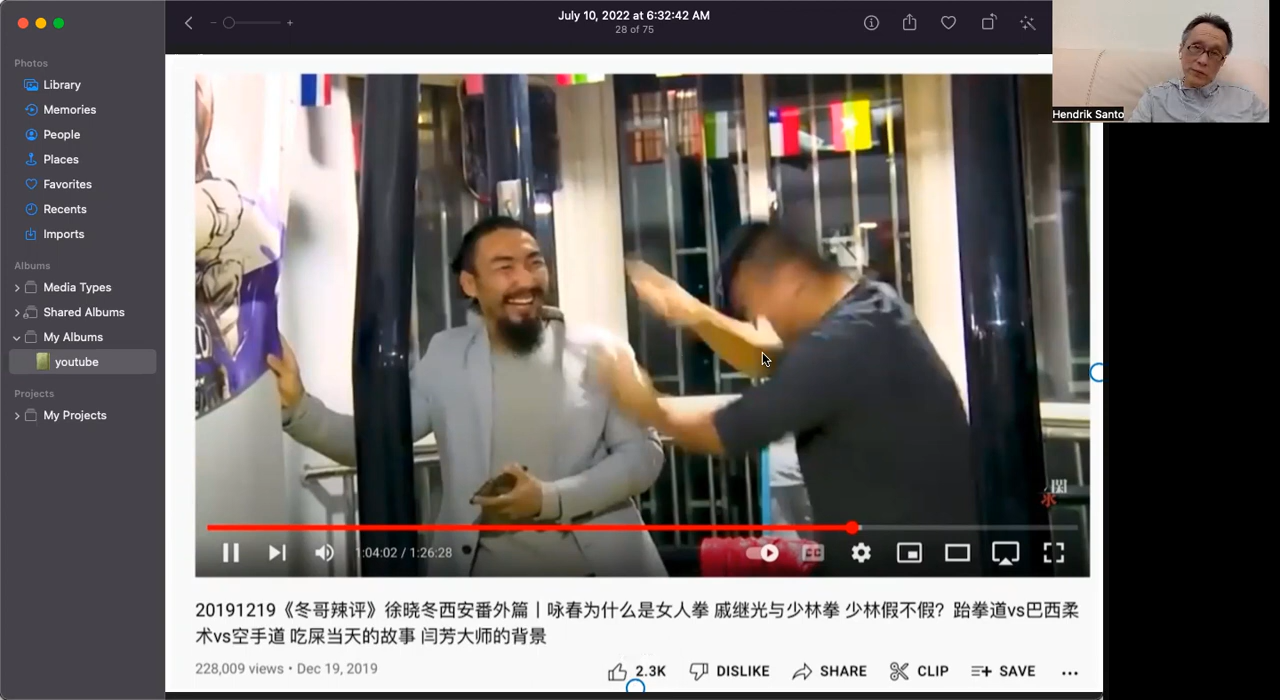 July 10, 2022 at 6:32:42 AM
28 of 75
Photos
Library
Memories
People
Places
Favorites
Recents
Imports
Albums
Media Types
Shared Albums
My Albums
youtube
Projects
My Projects
Hendrik Santo
1:04:02 / 1:26:28
CC
20191219《冬哥辣评》徐晓冬西安番外篇丨咏春为什么是女人拳 戚继光与少林拳 少林假不假？跆拳道vs巴西柔
术vs空手道 吃屎当天的故事 闫芳大师的背景
228,009 views • Dec 19, 2019
2.3K DISLIKE SHARE CLIP SAVE